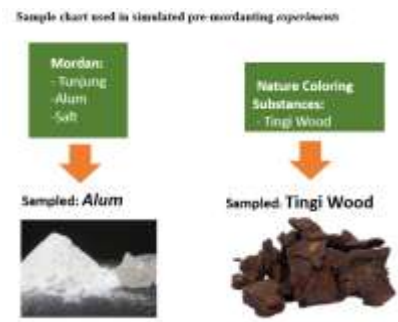 Sample chart used in simulated pre-mordanting experiments
Mordan:
- Tunjung
-Alum
-Salt
Nature Coloring
Substances:
- Tingi Wood
Sampled: Alum
Sampled: Tingi Wood